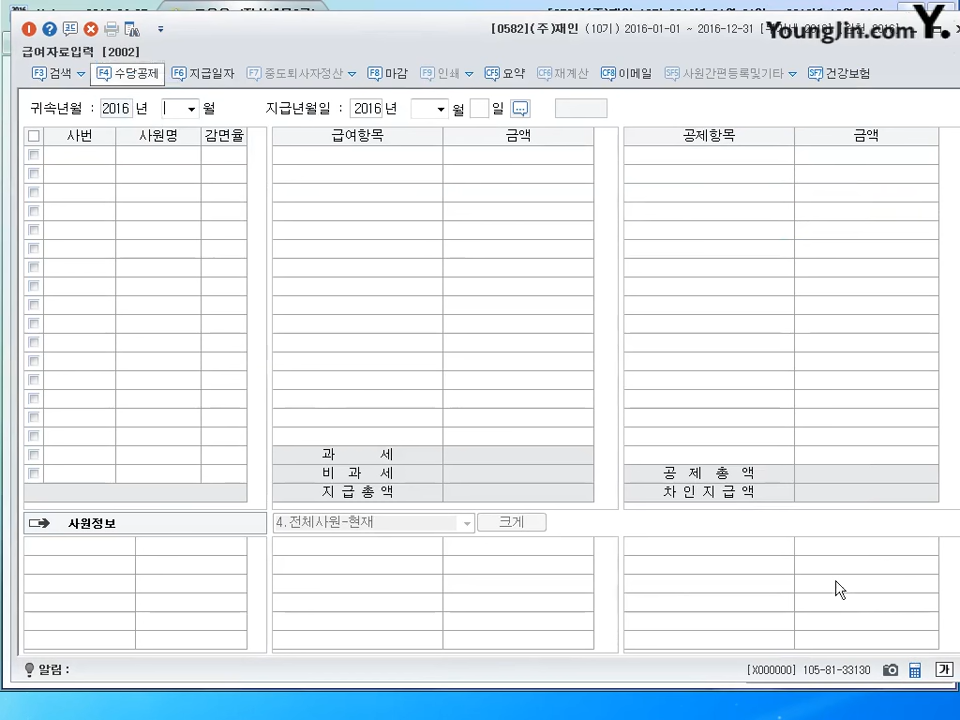 [0582](주)재인 (10기) 2016-01-01 ~ 2016-12-31
YoungJin.com Y.
급여자료입력 [2002]
F3 검색 F4 수당공제 F6 지급일자 F7 중도퇴사자정산 F8 마감 F9 인쇄 CF5 요약 CF6 재계산 CF8 이메일 SF5 사원간편등록및기타 SF7 건강보험
귀속년월 : 2016 년 월 지급년월일 : 2016 년 월 일 ...
사번 사원명 감면율 급여항목 금액 공제항목 금액
과 세
비 과 세 공 제 총 액
지 급 총 액 차 인 지 급 액
사원정보 4.전체사원-현재 크게
알림 : [X000000] 105-81-33130 가